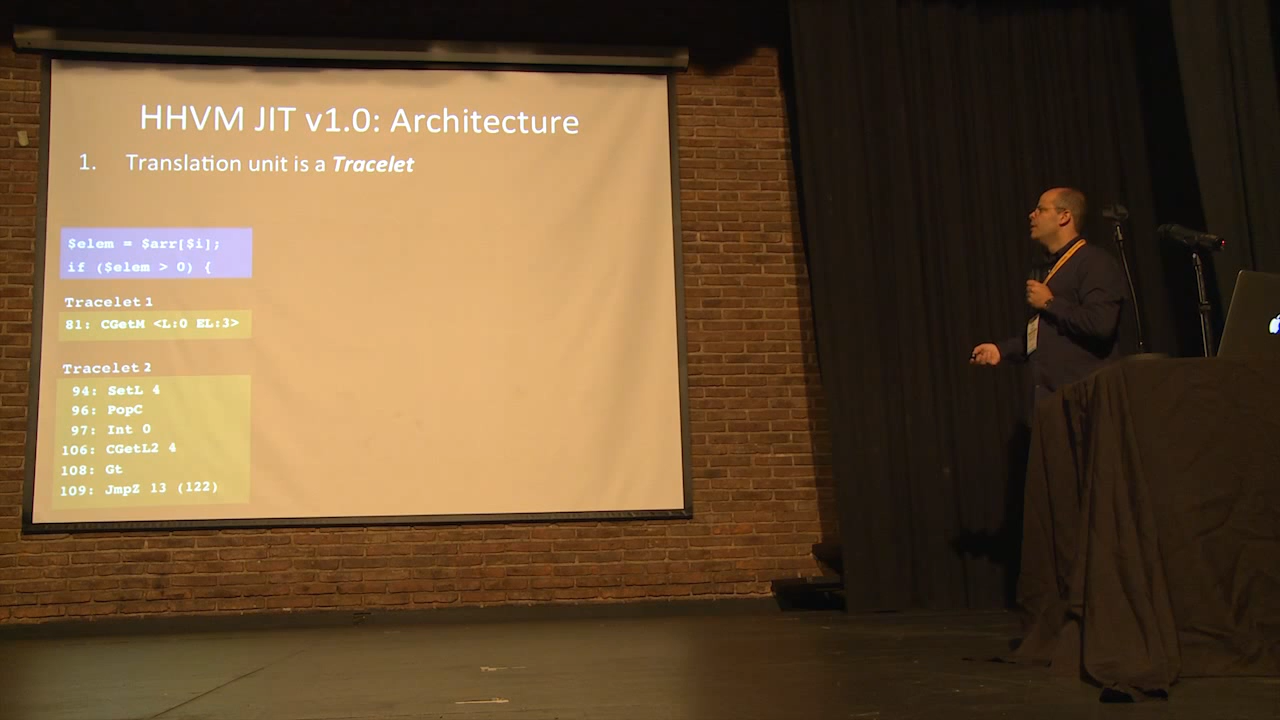 HHVM JIT v1.0: Architecture
1. Translation unit is a Tracelet
$elem = $arr[$i];
if ($elem > 0) {
Tracelet 1
81: CGetM <L:0 EL:3>
Tracelet 2
94: SetL 4
96: PopC
97: Int 0
106: CGetL2 4
108: Gt
109: JmpZ 13 (122)